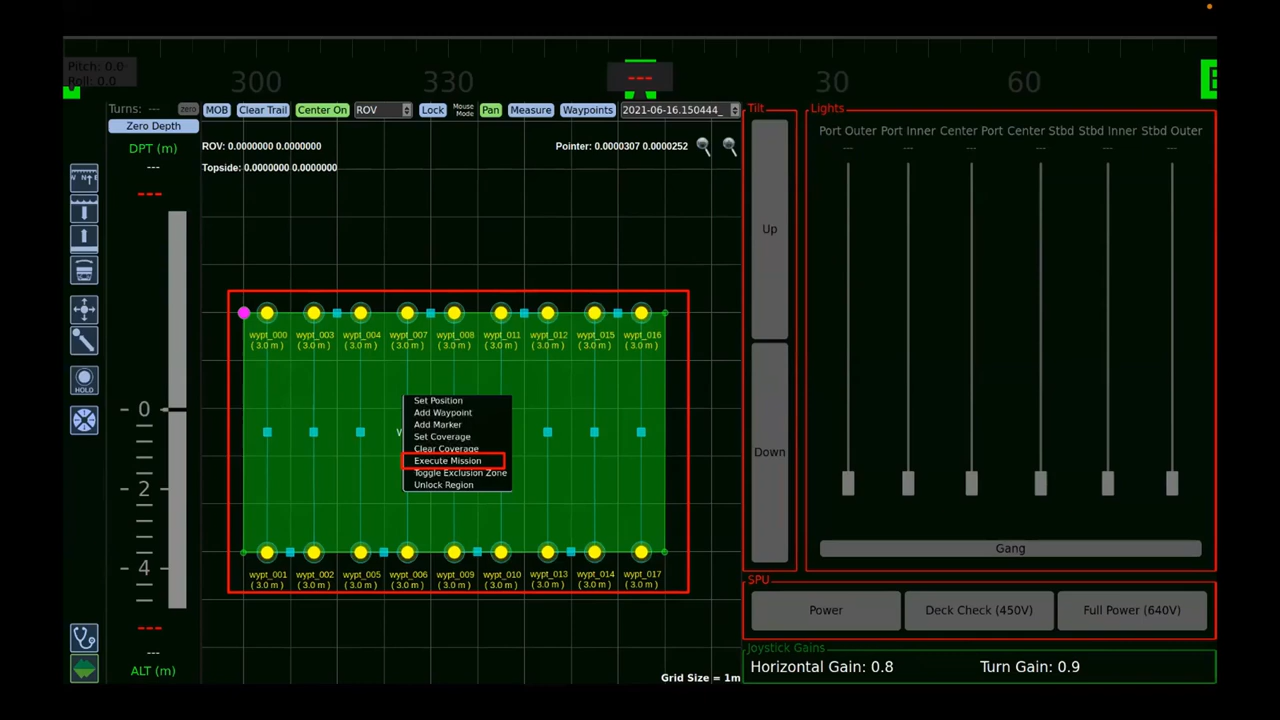 Pitch: 0.0
Roll: 0.0
300 330 --- 30 60
Turns: --- zero MOB Clear Trail Center On ROV Lock Mouse Mode Pan Measure Waypoints 2021-06-16.150444_
Zero Depth
DPT (m)
---
---
ROV: 0.0000000 0.0000000 Pointer: 0.0000307 0.0000252
Topside: 0.0000000 0.0000000
Tilt
Up
Down
Lights
Port Outer Port Inner Center Port Center Stbd Stbd Inner Stbd Outer
--- --- --- --- --- ---
Gang
wypt_000 wypt_003 wypt_004 wypt_007 wypt_008 wypt_011 wypt_012 wypt_015 wypt_016
( 3.0 m ) ( 3.0 m ) ( 3.0 m ) ( 3.0 m ) ( 3.0 m ) ( 3.0 m ) ( 3.0 m ) ( 3.0 m ) ( 3.0 m )
HOLD
Set Position
Add Waypoint
Add Marker
Set Coverage
Clear Coverage
Execute Mission
Toggle Exclusion Zone
Unlock Region
0
2
4
wypt_001 wypt_002 wypt_005 wypt_006 wypt_009 wypt_010 wypt_013 wypt_014 wypt_017
( 3.0 m ) ( 3.0 m ) ( 3.0 m ) ( 3.0 m ) ( 3.0 m ) ( 3.0 m ) ( 3.0 m ) ( 3.0 m ) ( 3.0 m )
---
---
ALT (m)
Grid Size = 1m
SPU
Power Deck Check (450V) Full Power (640V)
Joystick Gains
Horizontal Gain: 0.8 Turn Gain: 0.9